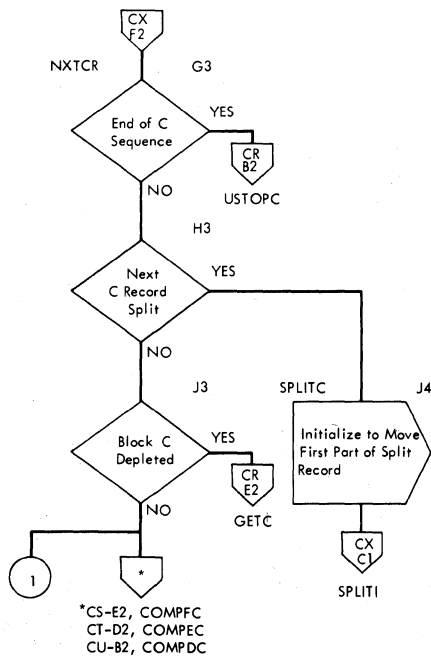 CX
F2
NXTCR G3
End of C
Sequence
YES
CR
B2
NO
USTOPC
H3
Next
C Record
Split
YES
NO
J3
SPLITC J4
Block C
Depleted
YES
Initialize to Move
First Part of Split
Record
CR
E2
NO
GETC
CX
C1
1
*
SPLIT1
*CS-E2, COMPFC
CT-D2, COMPEC
CU-B2, COMPDC